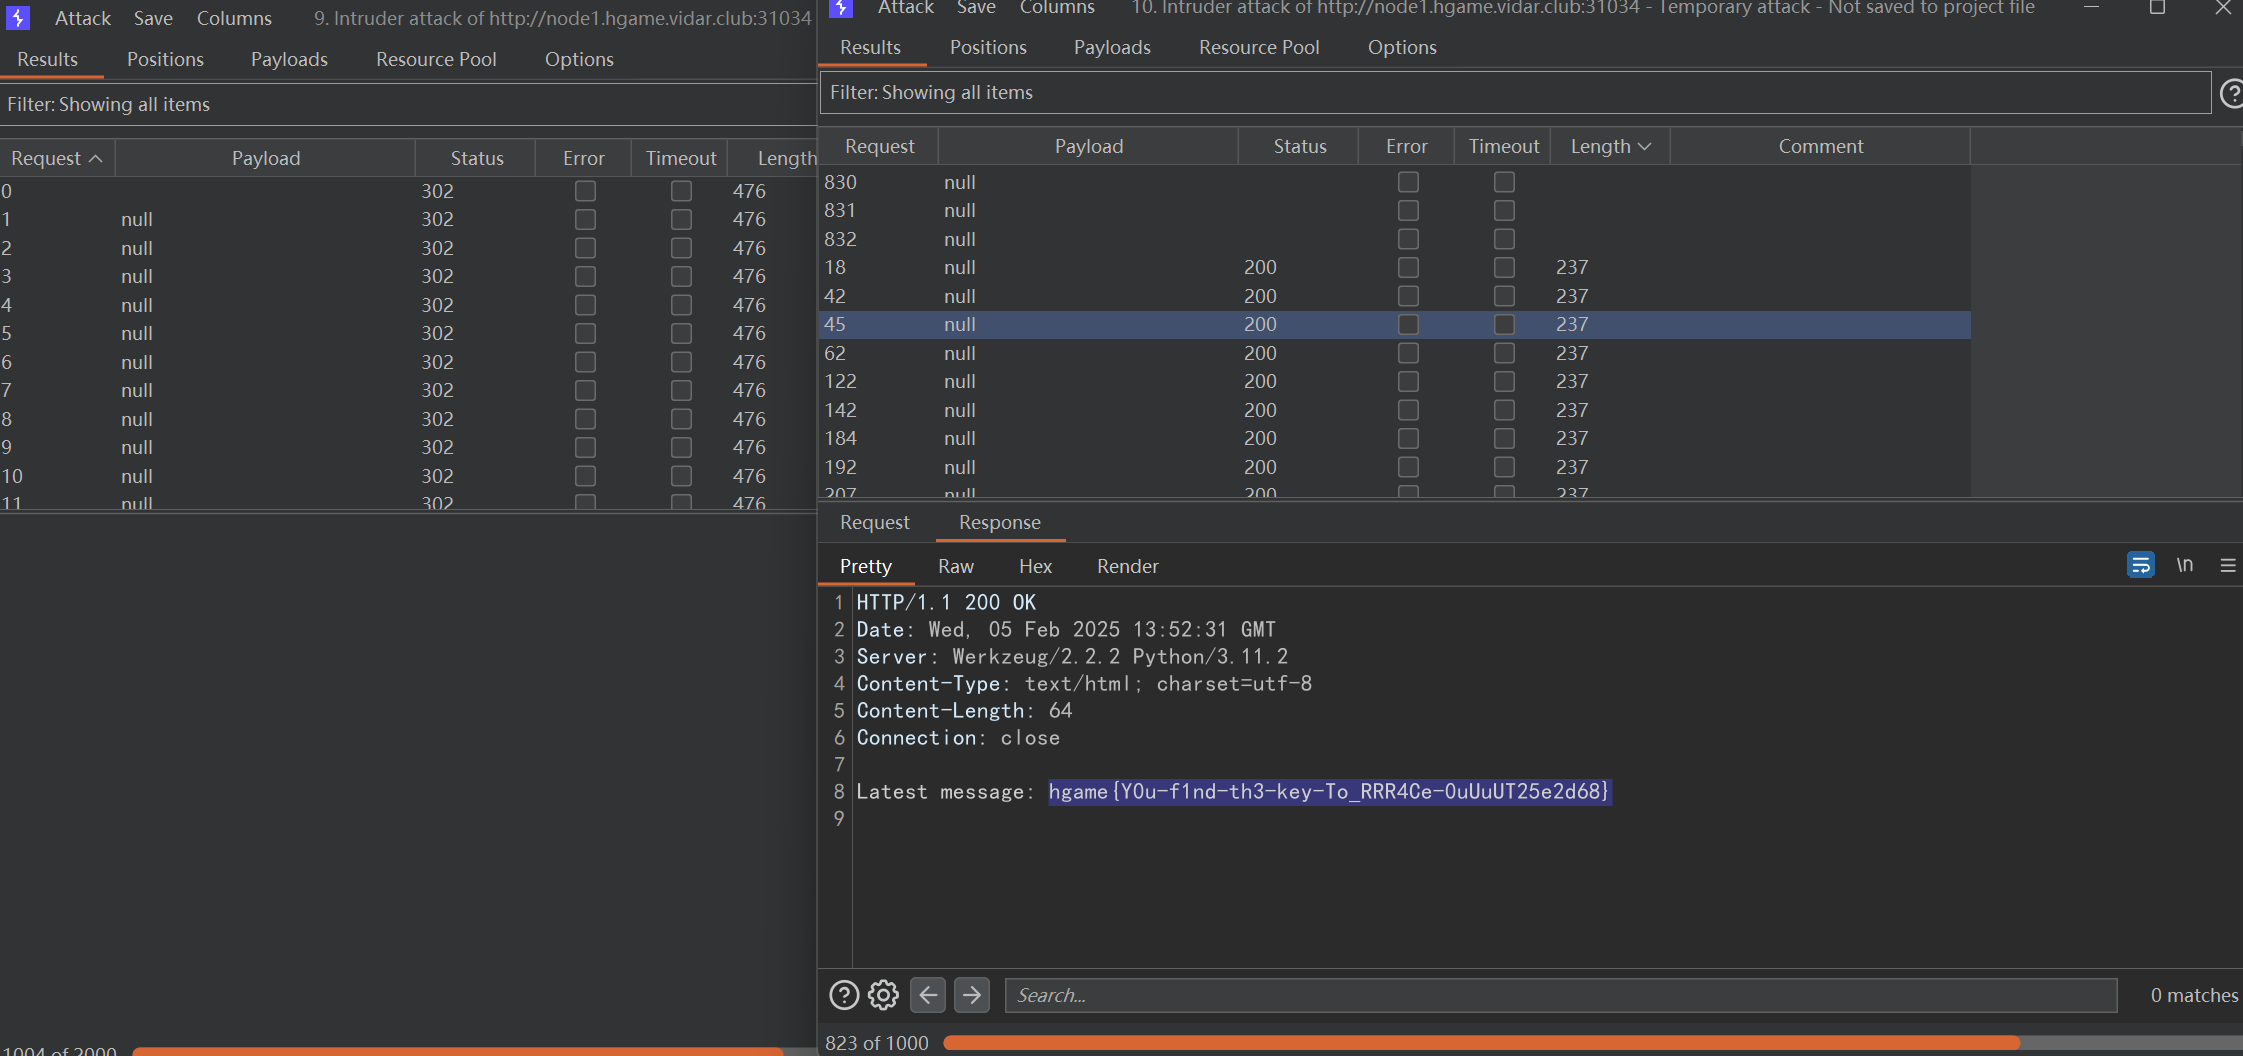 Attack Save Columns 9. Intruder attack of http://node1.hgame.vidar.club:31034
Results Positions Payloads Resource Pool Options
Filter: Showing all items
Request Payload Status Error Timeout Length
0 302 476
1 null 302 476
2 null 302 476
3 null 302 476
4 null 302 476
5 null 302 476
6 null 302 476
7 null 302 476
8 null 302 476
9 null 302 476
10 null 302 476
11 null 302 476
1004 of 2000
Attack Save Columns 10. Intruder attack of http://node1.hgame.vidar.club:31034 - Temporary attack - Not saved to project file
Results Positions Payloads Resource Pool Options
Filter: Showing all items
Request Payload Status Error Timeout Length Comment
830 null
831 null
832 null
18 null 200 237
42 null 200 237
45 null 200 237
62 null 200 237
122 null 200 237
142 null 200 237
184 null 200 237
192 null 200 237
207 null 200 237
Request Response
Pretty Raw Hex Render \n
1 HTTP/1.1 200 OK
2 Date: Wed, 05 Feb 2025 13:52:31 GMT
3 Server: Werkzeug/2.2.2 Python/3.11.2
4 Content-Type: text/html; charset=utf-8
5 Content-Length: 64
6 Connection: close
7
8 Latest message: hgame{Y0u-f1nd-th3-key-To_RRR4Ce-0uUuUT25e2d68}
9
Search... 0 matches
823 of 1000